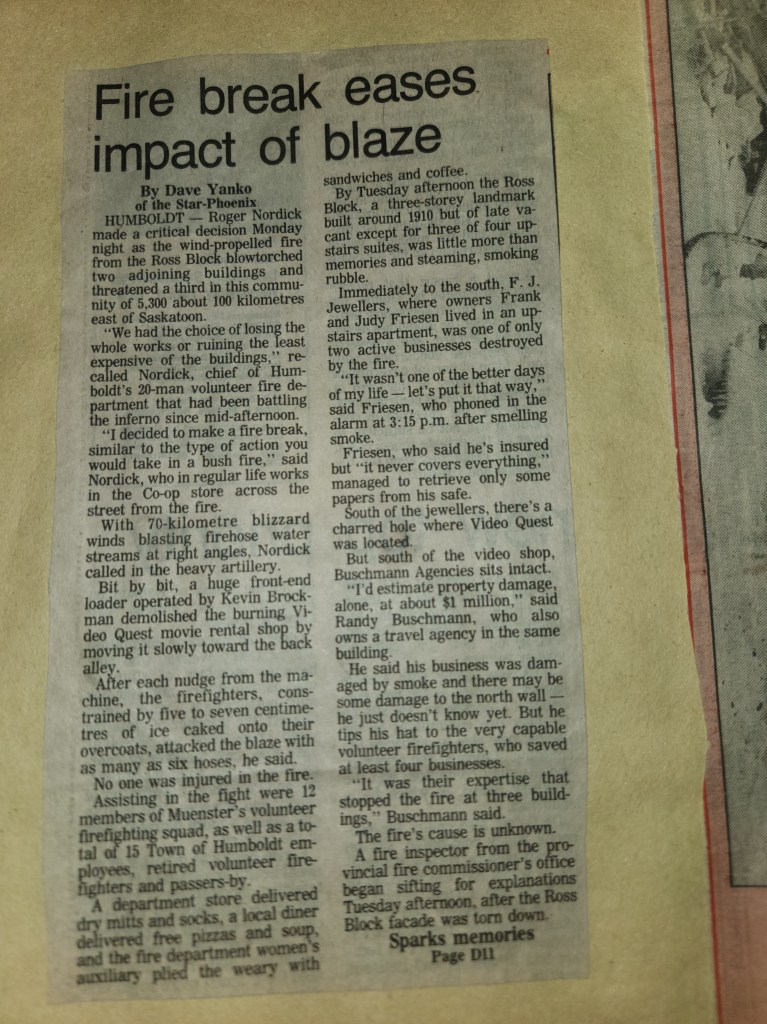 Fire break eases
impact of blaze
By Dave Yanko
of the Star-Phoenix
HUMBOLDT — Roger Nordick
made a critical decision Monday
night as the wind-propelled fire
from the Ross Block blowtorched
two adjoining buildings and
threatened a third in this commu-
nity of 5,300 about 100 kilometres
east of Saskatoon.
"We had the choice of losing the
whole works or ruining the least
expensive of the buildings," re-
called Nordick, chief of Hum-
boldt's 20-man volunteer fire de-
partment that had been battling
the inferno since mid-afternoon.
"I decided to make a fire break,
similar to the type of action you
would take in a bush fire," said
Nordick, who in regular life works
in the Co-op store across the
street from the fire.
With 70-kilometre blizzard
winds blasting firehose water
streams at right angles, Nordick
called in the heavy artillery.
Bit by bit, a huge front-end
loader operated by Kevin Brock-
man demolished the burning Vi-
deo Quest movie rental shop by
moving it slowly toward the back
alley.
After each nudge from the ma-
chine, the firefighters, cons-
trained by five to seven centime-
tres of ice caked onto their
overcoats, attacked the blaze with
as many as six hoses, he said.
No one was injured in the fire.
Assisting in the fight were 12
members of Muenster's volunteer
firefighting squad, as well as a to-
tal of 15 Town of Humboldt em-
ployees, retired volunteer fire-
fighters and passers-by.
A department store delivered
dry mitts and socks, a local diner
delivered free pizzas and soup,
and the fire department women's
auxiliary plied the weary with
sandwiches and coffee.
By Tuesday afternoon the Ross
Block, a three-storey landmark
built around 1910 but of late va-
cant except for three of four up-
stairs suites, was little more than
memories and steaming, smoking
rubble.
Immediately to the south, F. J.
Jewellers, where owners Frank
and Judy Friesen lived in an up-
stairs apartment, was one of only
two active businesses destroyed
by the fire.
"It wasn't one of the better days
of my life — let's put it that way,"
said Friesen, who phoned in the
alarm at 3:15 p.m. after smelling
smoke.
Friesen, who said he's insured
but "it never covers everything,"
managed to retrieve only some
papers from his safe.
South of the jewellers, there's a
charred hole where Video Quest
was located.
But south of the video shop,
Buschmann Agencies sits intact.
"I'd estimate property damage,
alone, at about $1 million," said
Randy Buschmann, who also
owns a travel agency in the same
building.
He said his business was dam-
aged by smoke and there may be
some damage to the north wall —
he just doesn't know yet. But he
tips his hat to the very capable
volunteer firefighters, who saved
at least four businesses.
"It was their expertise that
stopped the fire at three build-
ings," Buschmann said.
The fire's cause is unknown.
A fire inspector from the pro-
vincial fire commissioner's office
began sifting for explanations
Tuesday afternoon, after the Ross
Block facade was torn down.
Sparks memories
Page D11